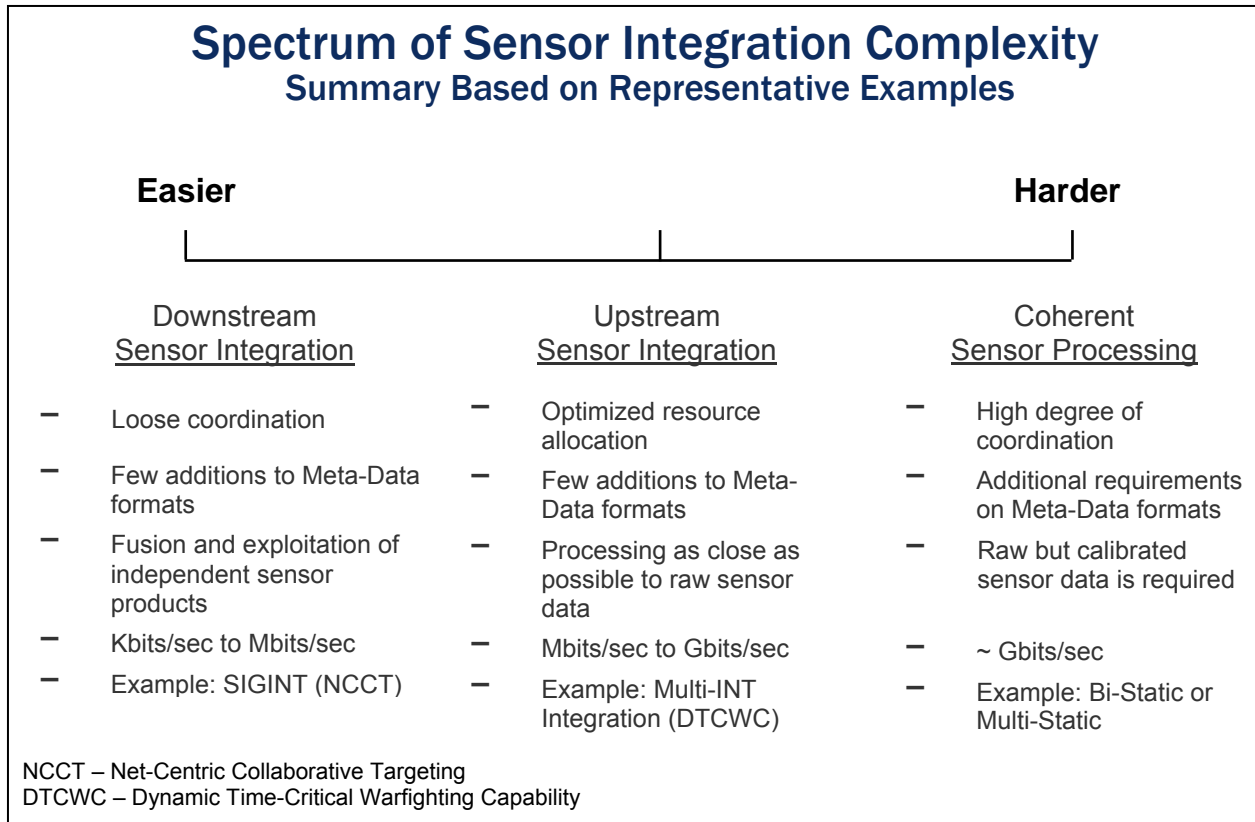 Spectrum of Sensor Integration Complexity
Summary Based on Representative Examples
Easier
Harder
Downstream
Sensor Integration
– Loose coordination
– Few additions to Meta-Data
formats
– Fusion and exploitation of
independent sensor
products
– Kbits/sec to Mbits/sec
– Example: SIGINT (NCCT)
Upstream
Sensor Integration
– Optimized resource
allocation
– Few additions to Meta-
Data formats
– Processing as close as
possible to raw sensor
data
– Mbits/sec to Gbits/sec
– Example: Multi-INT
Integration (DTCWC)
Coherent
Sensor Processing
– High degree of
coordination
– Additional requirements
on Meta-Data formats
– Raw but calibrated
sensor data is required
– ~ Gbits/sec
– Example: Bi-Static or
Multi-Static
NCCT – Net-Centric Collaborative Targeting
DTCWC – Dynamic Time-Critical Warfighting Capability